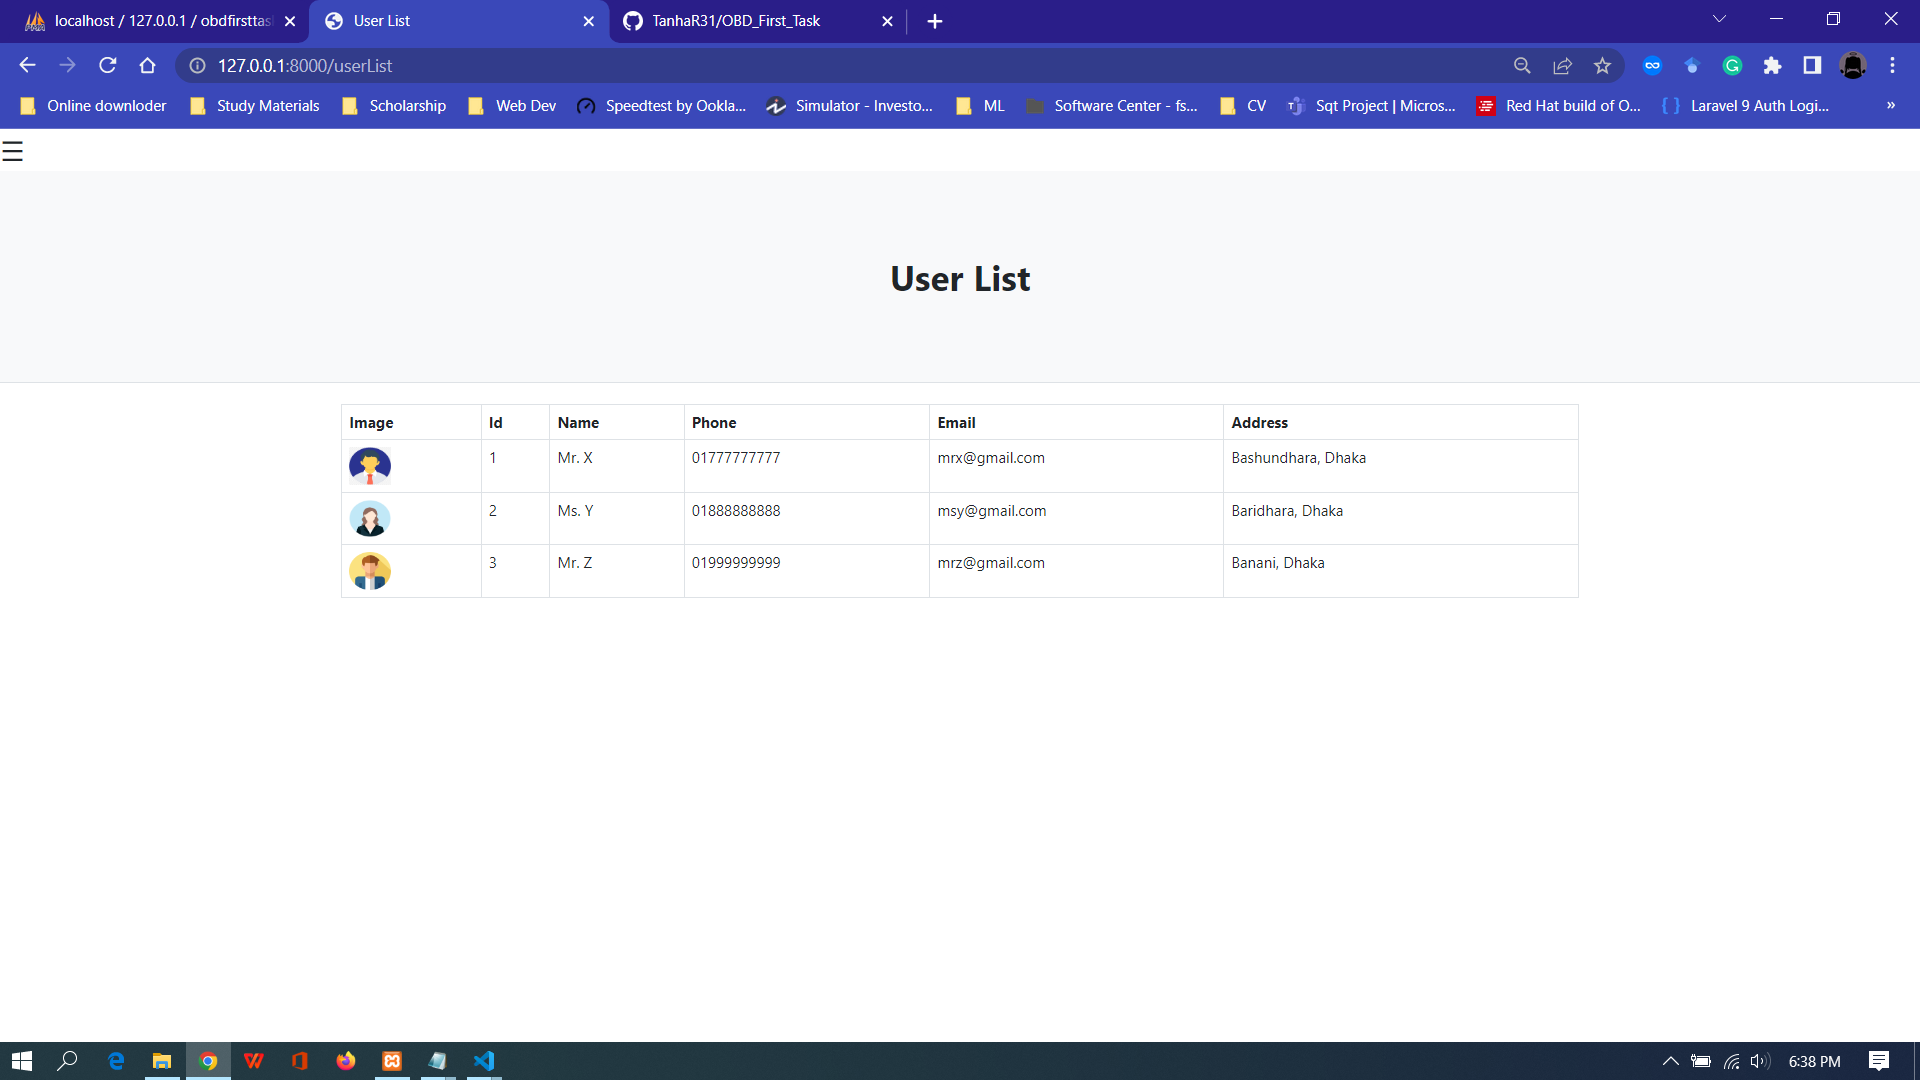 localhost / 127.0.0.1 / obdfirsttas
User List
TanhaR31/OBD_First_Task
127.0.0.1:8000/userList
Online downloder
Study Materials
Scholarship
Web Dev
Speedtest by Ookla...
Simulator - Investo...
ML
Software Center - fs...
CV
Sqt Project | Micros...
Red Hat build of O...
Laravel 9 Auth Logi...
»
User List
Image Id Name Phone Email Address
1 Mr. X 01777777777 mrx@gmail.com Bashundhara, Dhaka
2 Ms. Y 01888888888 msy@gmail.com Baridhara, Dhaka
3 Mr. Z 01999999999 mrz@gmail.com Banani, Dhaka
6:38 PM